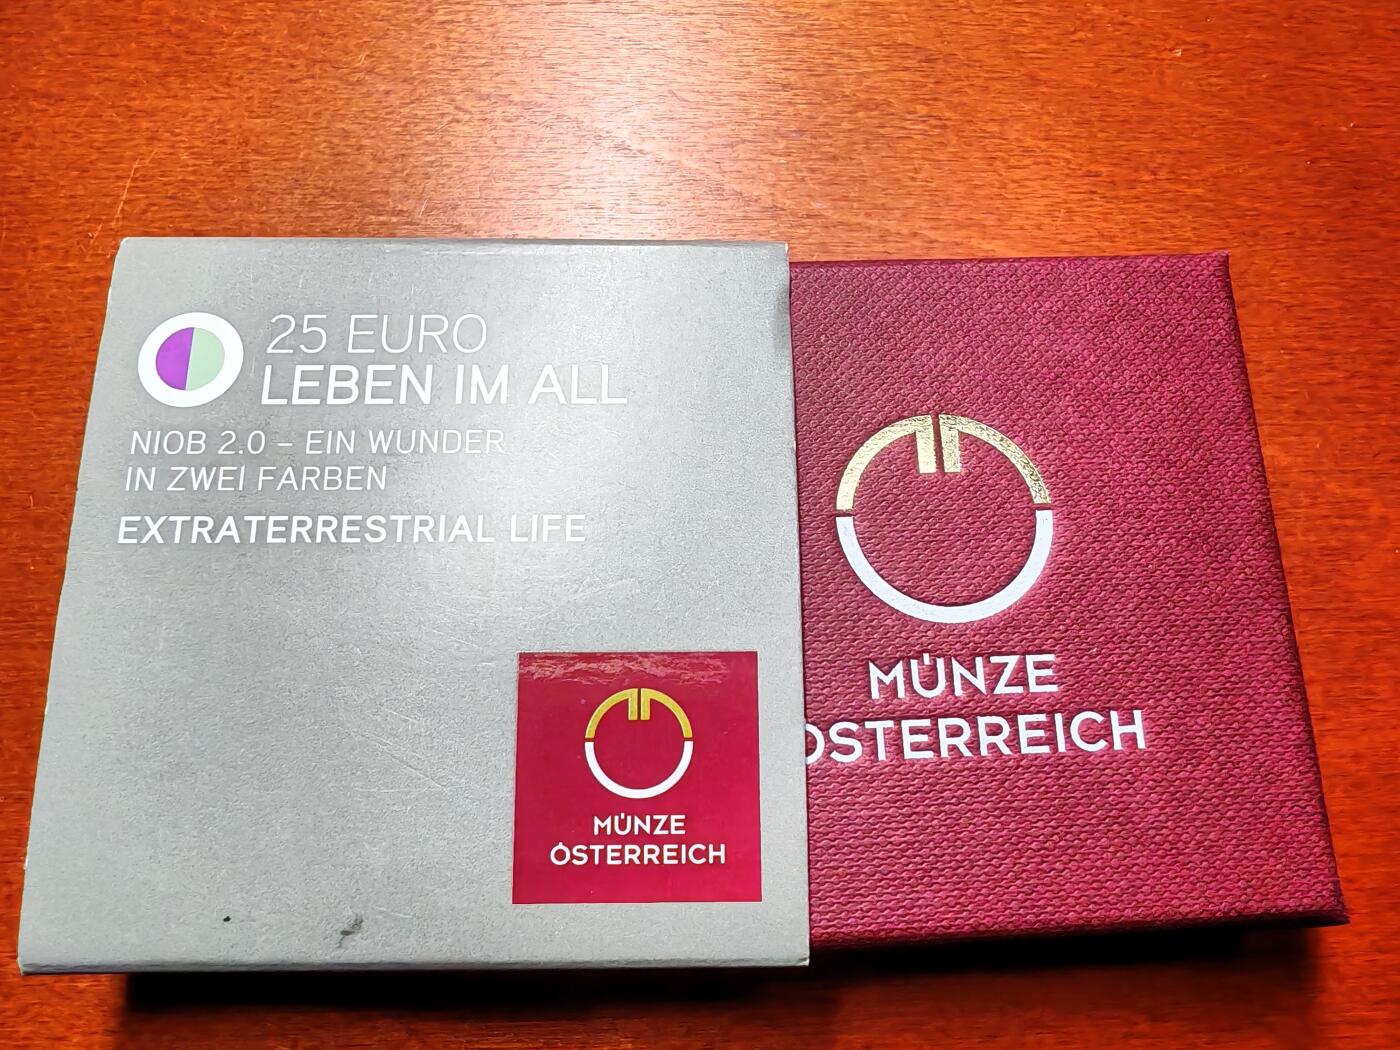 25 EURO
LEBEN IM ALL
NIOB 2.0 – EIN WUNDER
IN ZWEI FARBEN
EXTRATERRESTRIAL LIFE
MÜNZE
ÖSTERREICH
MÜNZE
ÖSTERREICH